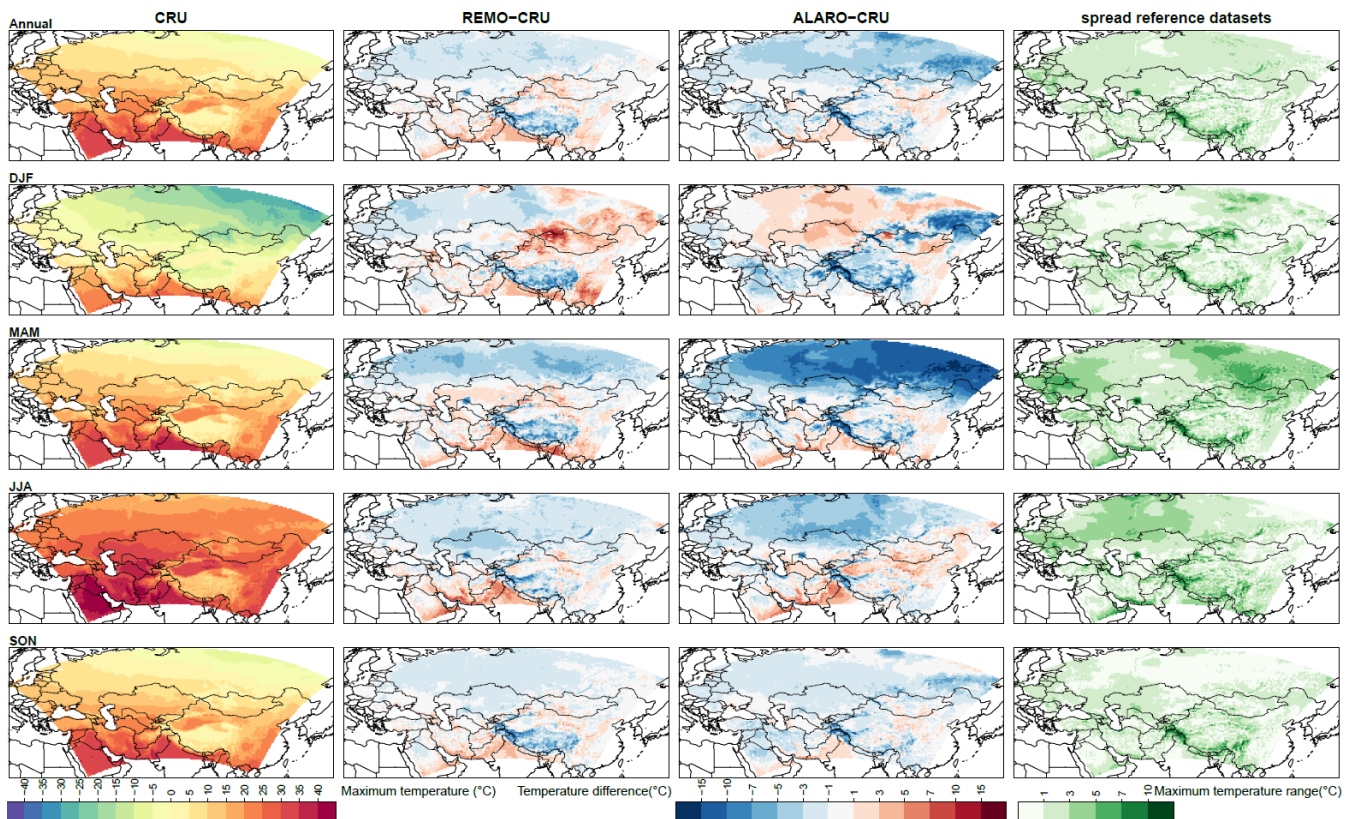 CRU
REMO−CRU
ALARO−CRU
spread reference datasets
Annual
DJF
MAM
JJA
SON
−40
−35
−30
−25
−20
−15
−10
−5
0
5
10
15
20
25
30
35
40
Maximum temperature (°C)
Temperature difference(°C)
−15
−10
−7
−5
−3
−1
1
3
5
7
10
15
1
3
5
7
10
Maximum temperature range(°C)